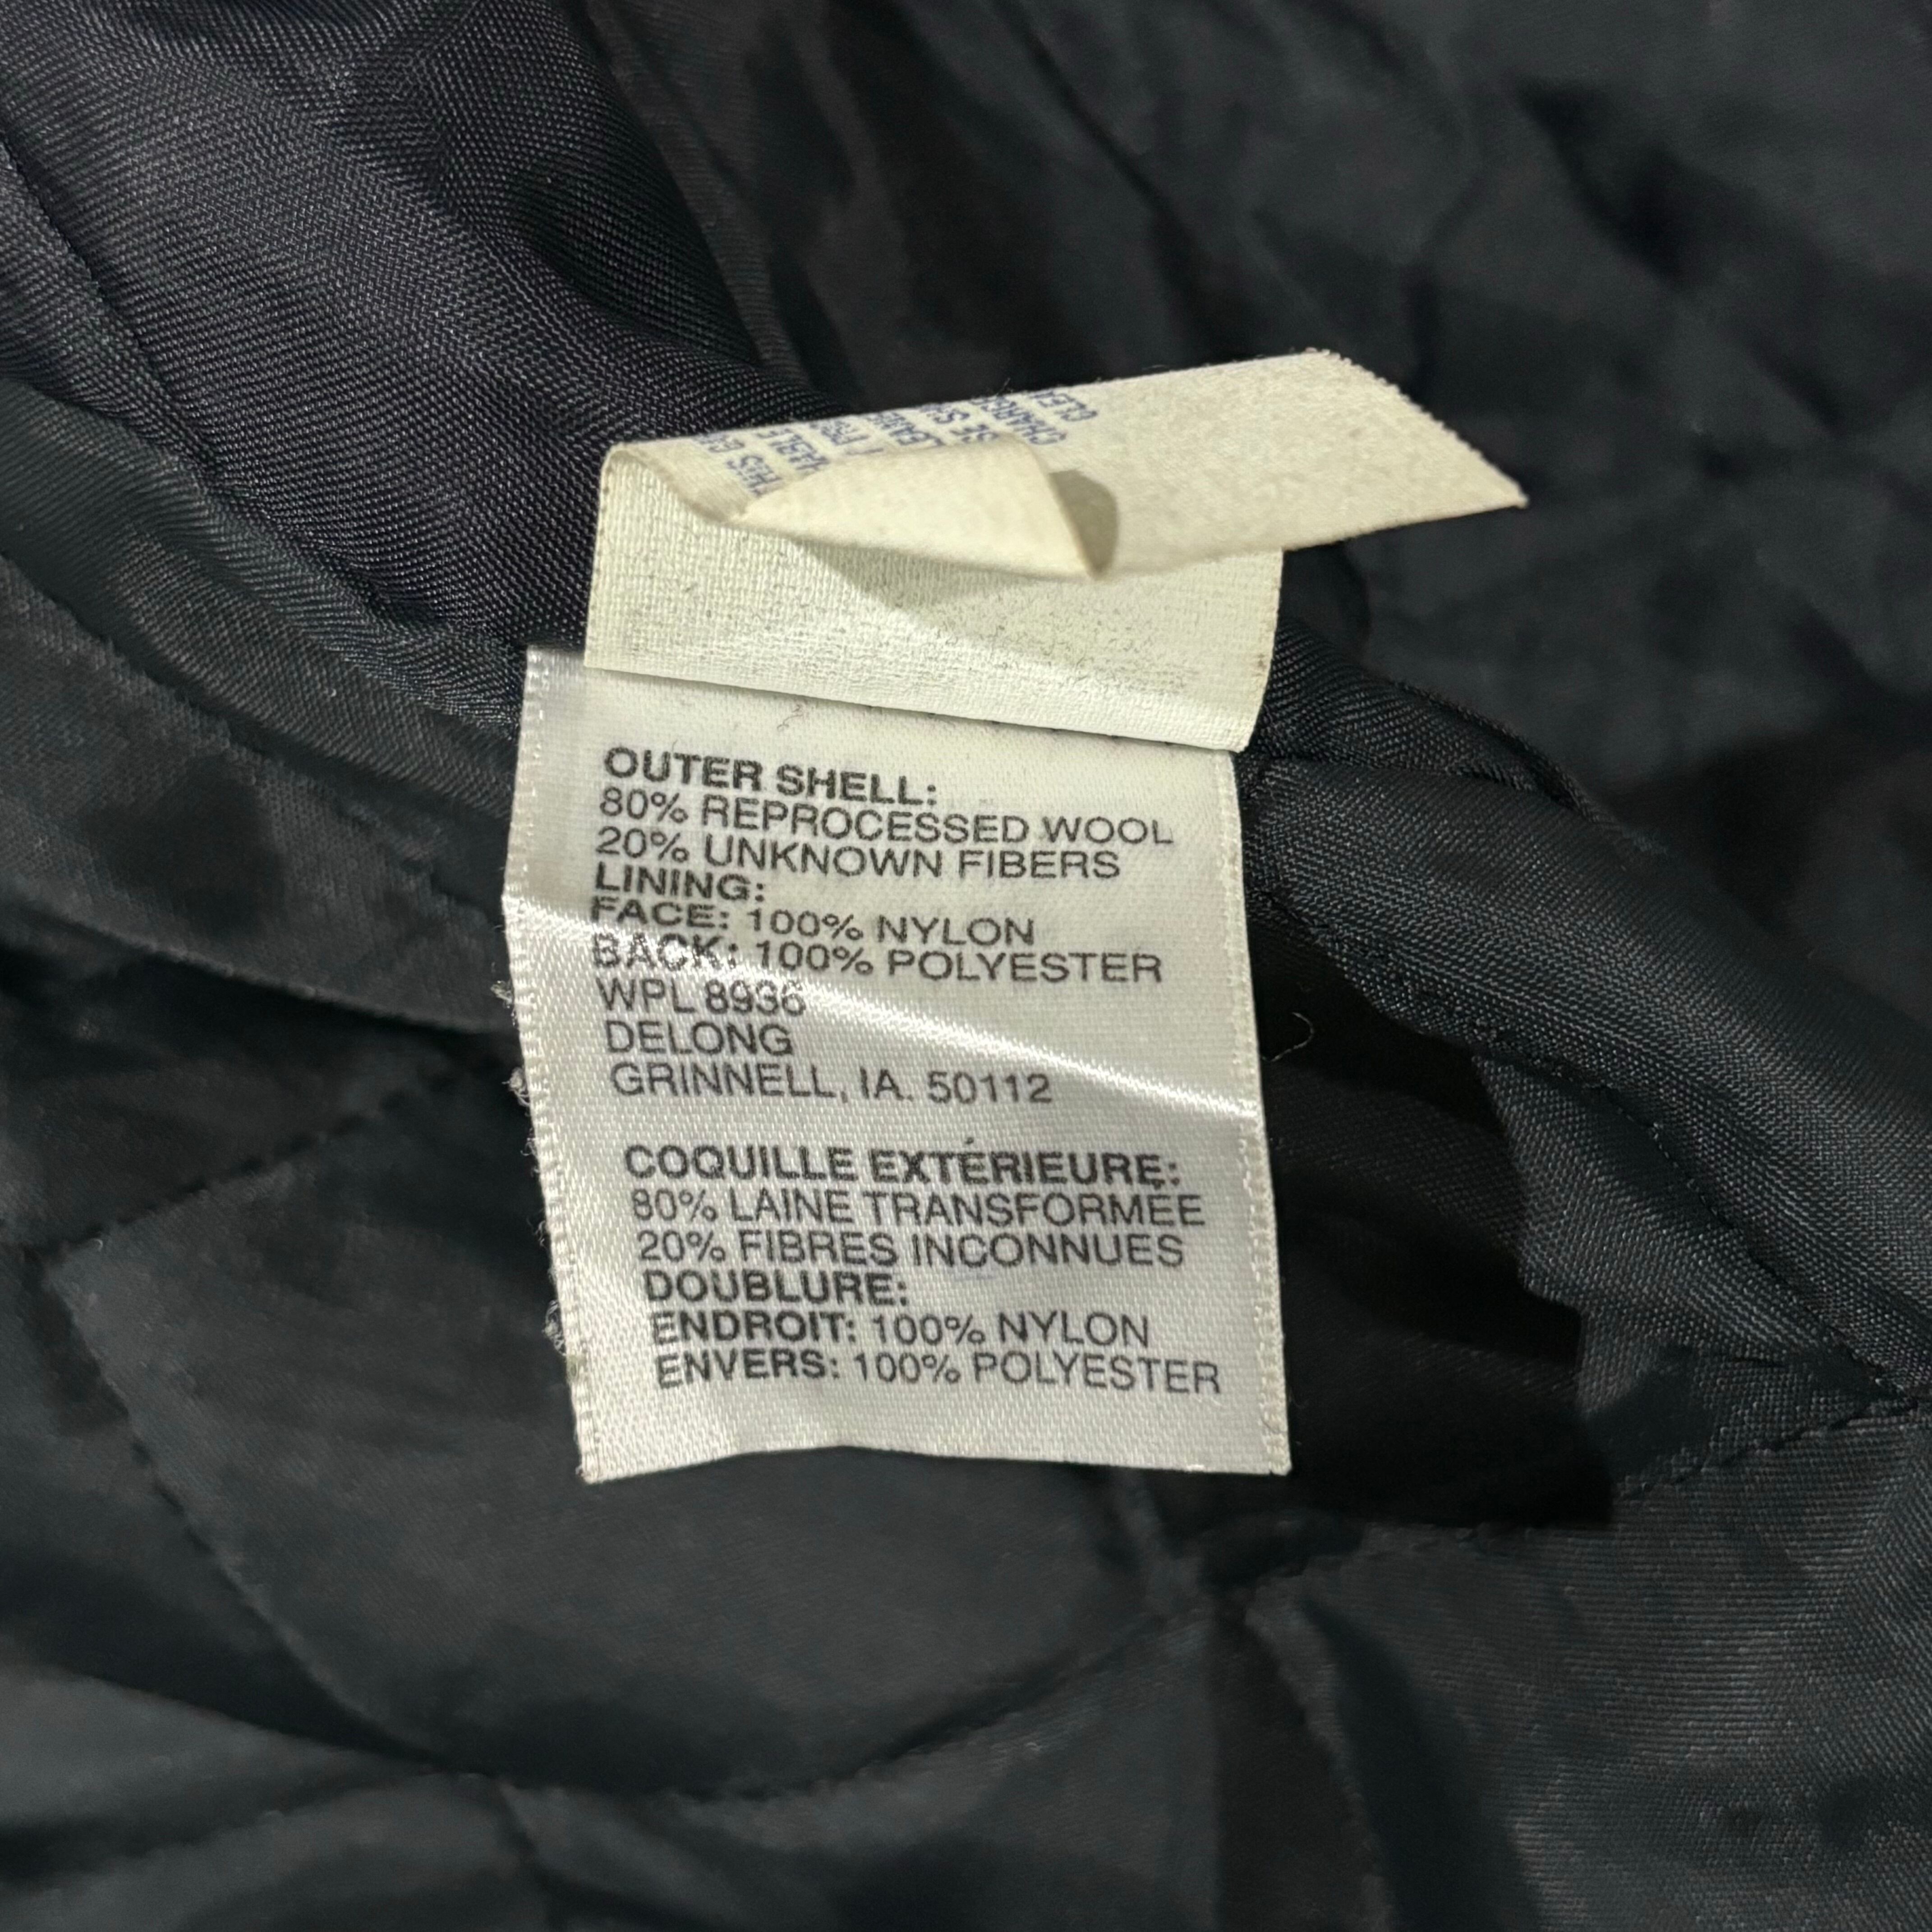 OUTER SHELL:
80% REPROCESSED WOOL
20% UNKNOWN FIBERS
LINING:
FACE: 100% NYLON
BACK: 100% POLYESTER
WPL 8936
DELONG
GRINNELL, IA. 50112
COQUILLE EXTÉRIEURE:
80% LAINE TRANSFORMÉE
20% FIBRES INCONNUES
DOUBLURE:
ENDROIT: 100% NYLON
ENVERS: 100% POLYESTER